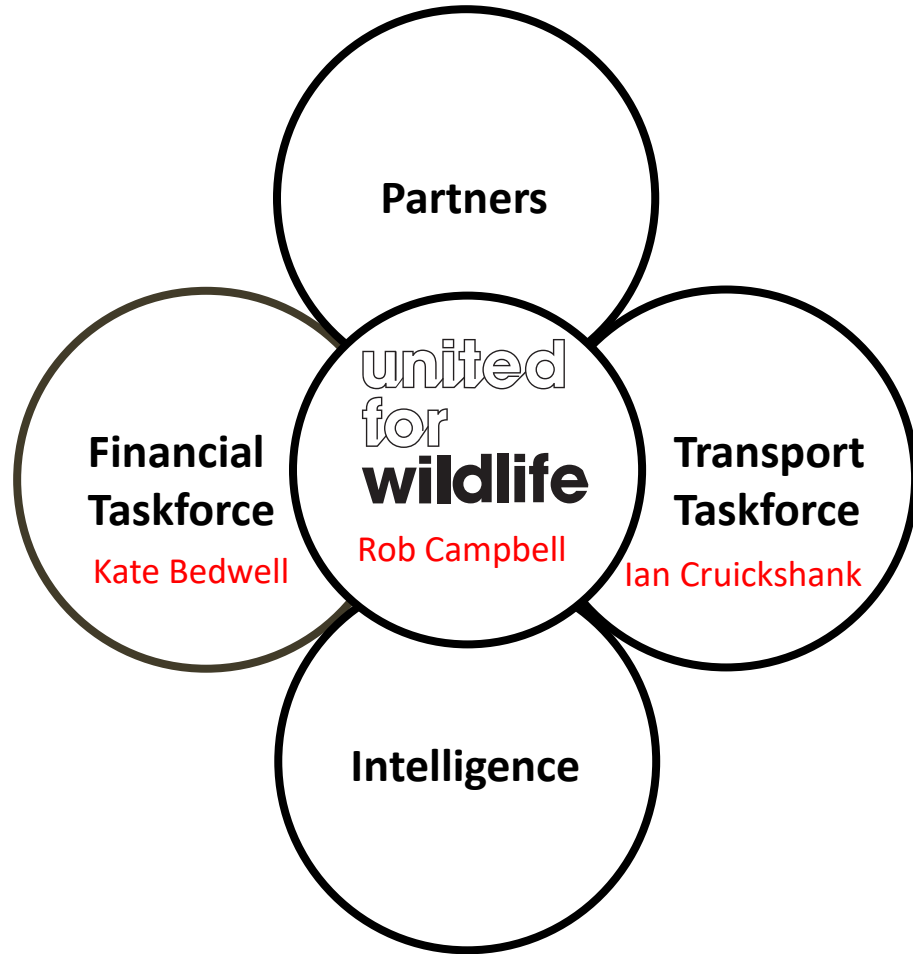 Partners
united
for
wildlife
Rob Campbell
Financial
Taskforce
Kate Bedwell
Transport
Taskforce
Ian Cruickshank
Intelligence